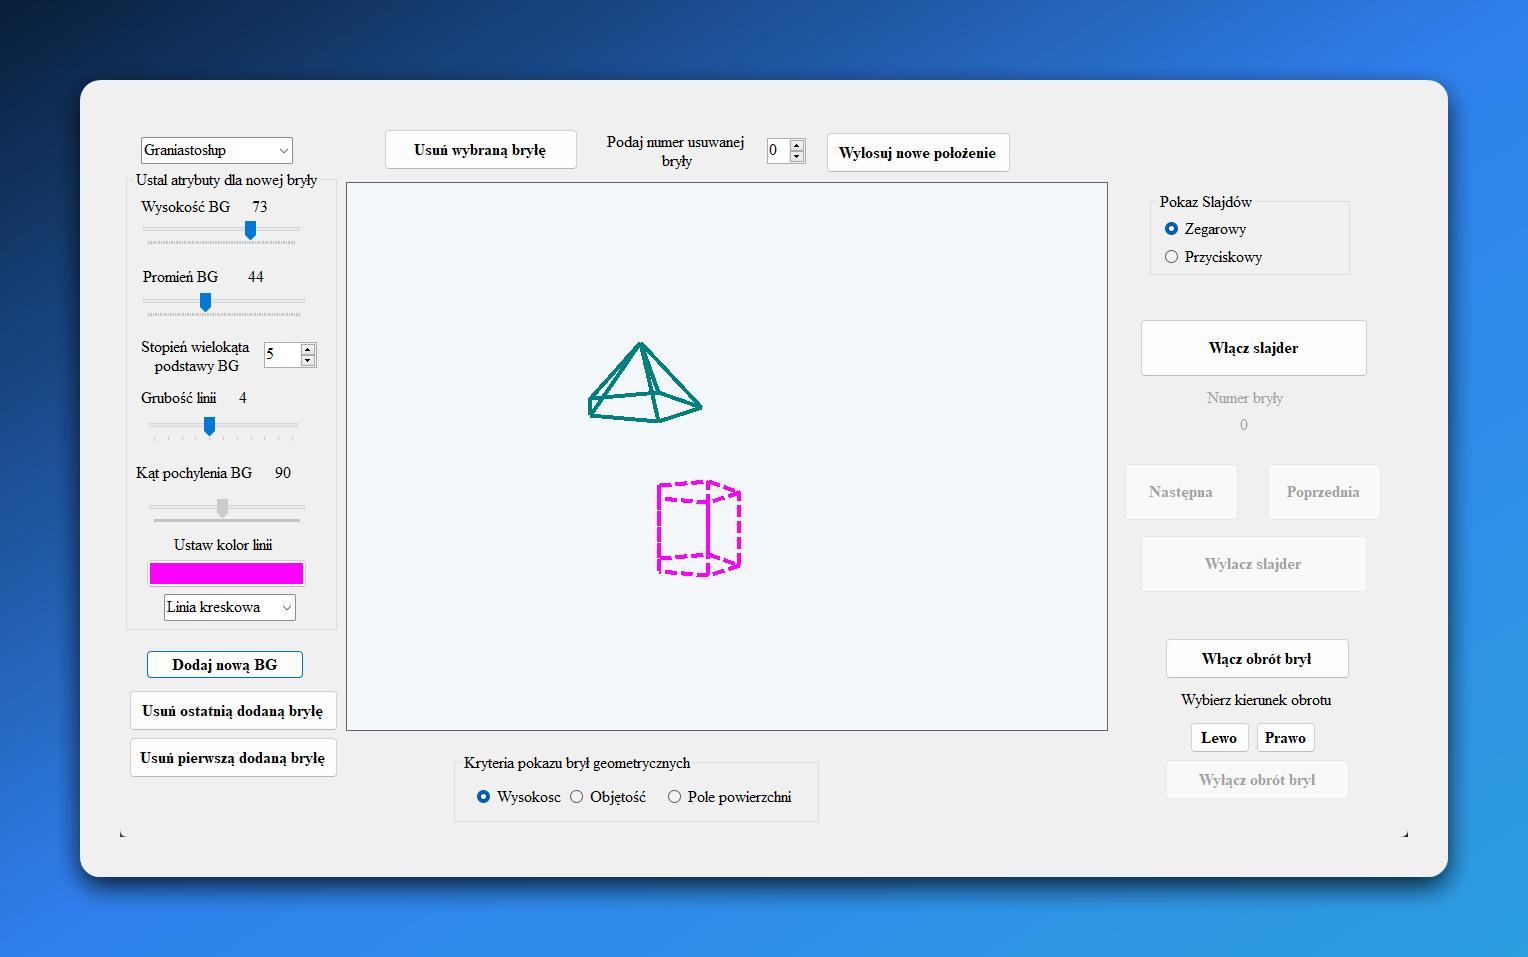 Graniastosłup
Usuń wybraną bryłę
Podaj numer usuwanej
bryły
0
Wylosuj nowe położenie
Ustal atrybuty dla nowej bryły
Wysokość BG 73
Promień BG 44
Stopień wielokąta
podstawy BG
5
Grubość linii 4
Kąt pochylenia BG 90
Ustaw kolor linii
Linia kreskowa
Dodaj nową BG
Usuń ostatnią dodaną bryłę
Usuń pierwszą dodaną bryłę
Kryteria pokazu brył geometrycznych
Wysokosc Objętość Pole powierzchni
Pokaz Slajdów
Zegarowy
Przyciskowy
Włącz slajder
Numer bryły
0
Następna Poprzednia
Wylacz slajder
Włącz obrót brył
Wybierz kierunek obrotu
Lewo Prawo
Wyłącz obrót brył